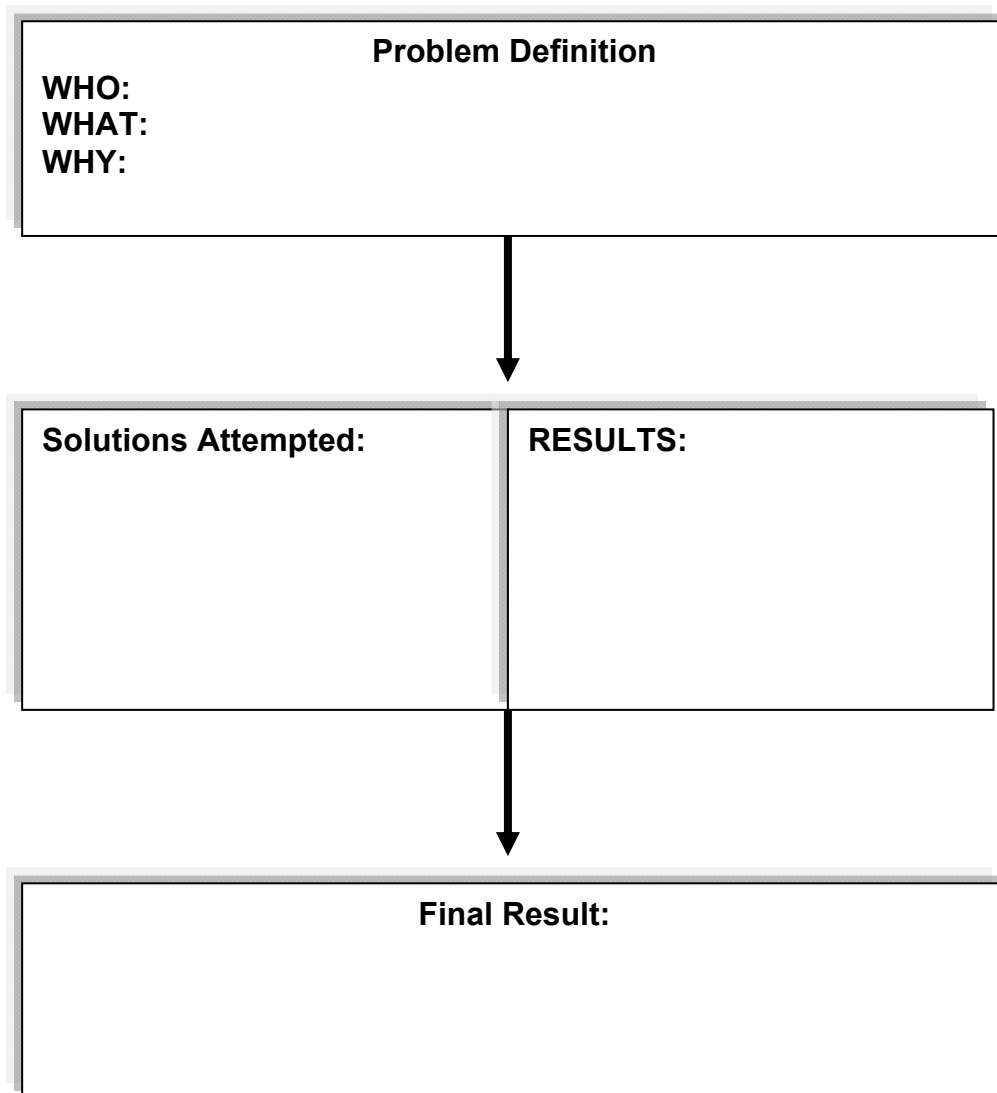 Problem Definition
WHO:
WHAT:
WHY:
Solutions Attempted:
RESULTS:
Final Result: